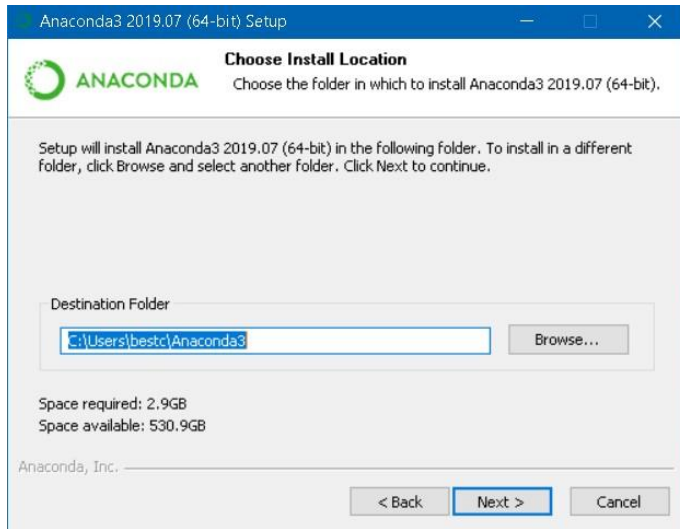 Anaconda3 2019.07 (64-bit) Setup
ANACONDA
Choose Install Location
Choose the folder in which to install Anaconda3 2019.07 (64-bit).
Setup will install Anaconda3 2019.07 (64-bit) in the following folder. To install in a different
folder, click Browse and select another folder. Click Next to continue.
Destination Folder
C:\Users\bestc\Anaconda3
Browse...
Space required: 2.9GB
Space available: 530.9GB
Anaconda, Inc.
< Back
Next >
Cancel